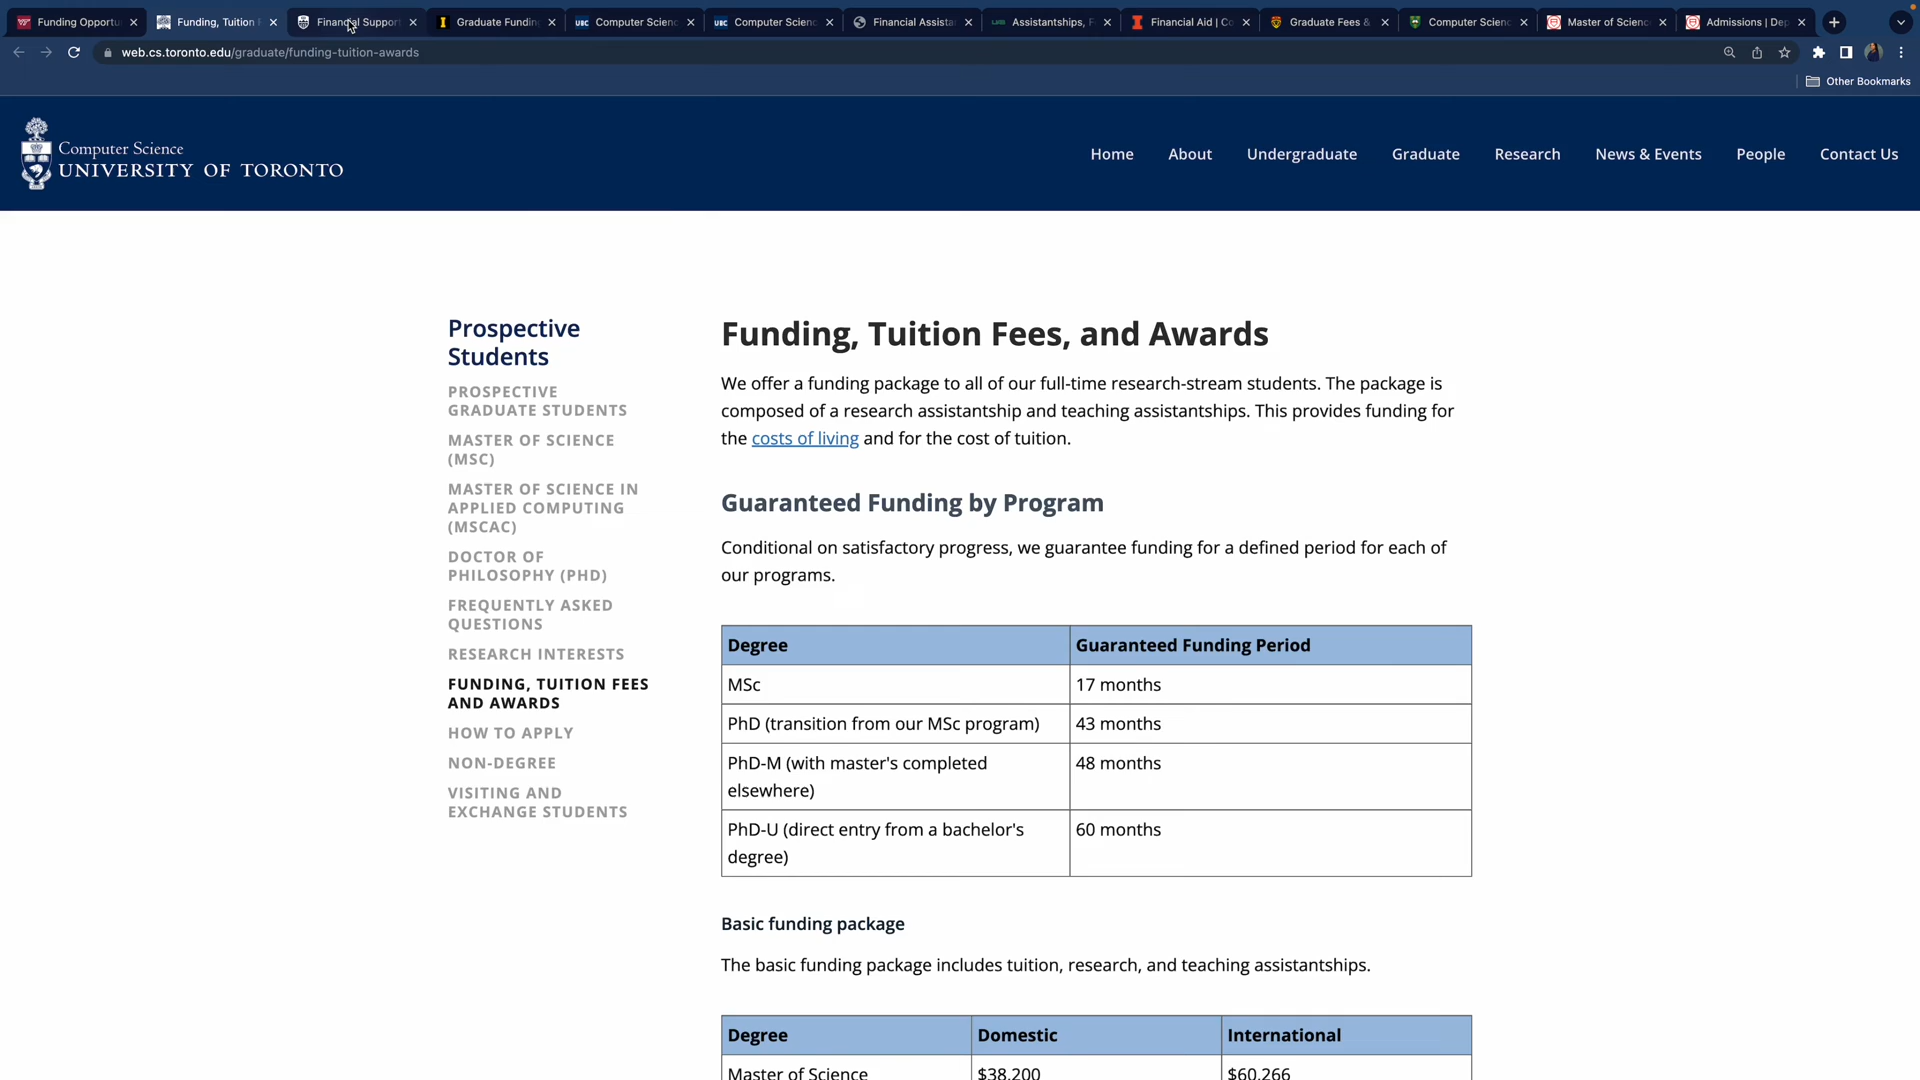 Funding Opportu
Funding, Tuition F
Financial Support
Graduate Fundin
UBC Computer Scienc
UBC Computer Scienc
Financial Assistan
Assistantships, F
Financial Aid | Co
Graduate Fees &
Computer Scienc
Master of Science
Admissions | Dep
web.cs.toronto.edu/graduate/funding-tuition-awards
Other Bookmarks
Computer Science
UNIVERSITY OF TORONTO
Home
About
Undergraduate
Graduate
Research
News & Events
People
Contact Us
Prospective
Students
PROSPECTIVE
GRADUATE STUDENTS
MASTER OF SCIENCE
(MSC)
MASTER OF SCIENCE IN
APPLIED COMPUTING
(MSCAC)
DOCTOR OF
PHILOSOPHY (PHD)
FREQUENTLY ASKED
QUESTIONS
RESEARCH INTERESTS
FUNDING, TUITION FEES
AND AWARDS
HOW TO APPLY
NON-DEGREE
VISITING AND
EXCHANGE STUDENTS
Funding, Tuition Fees, and Awards
We offer a funding package to all of our full-time research-stream students. The package is
composed of a research assistantship and teaching assistantships. This provides funding for
the costs of living and for the cost of tuition.
Guaranteed Funding by Program
Conditional on satisfactory progress, we guarantee funding for a defined period for each of
our programs.
Degree
Guaranteed Funding Period
MSc
17 months
PhD (transition from our MSc program)
43 months
PhD-M (with master's completed
elsewhere)
48 months
PhD-U (direct entry from a bachelor's
degree)
60 months
Basic funding package
The basic funding package includes tuition, research, and teaching assistantships.
Degree
Domestic
International
Master of Science
$38,200
$60,266